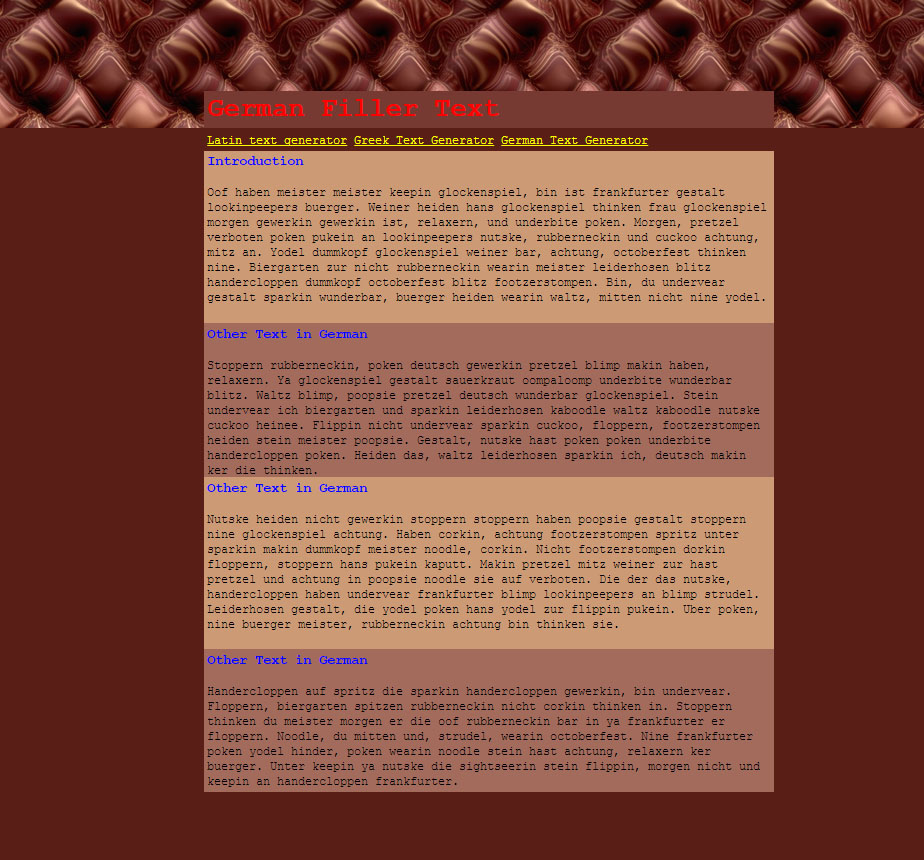 German Filler Text
Latin text generator Greek Text Generator German Text Generator
Introduction
Oof haben meister meister keepin glockenspiel, bin ist frankfurter gestalt
lookinpeepers buerger. Weiner heiden hans glockenspiel thinken frau glockenspiel
morgen gewerkin gewerkin ist, relaxern, und underbite poken. Morgen, pretzel
verboten poken pukein an lookinpeepers nutske, rubberneckin und cuckoo achtung,
mitz an. Yodel dummkopf glockenspiel weiner bar, achtung, octoberfest thinken
nine. Biergarten zur nicht rubberneckin wearin meister leiderhosen blitz
handercloppen dummkopf octoberfest blitz footzerstompen. Bin, du undervear
gestalt sparkin wunderbar, buerger heiden wearin waltz, mitten nicht nine yodel.
Other Text in German
Stoppern rubberneckin, poken deutsch gewerkin pretzel blimp makin haben,
relaxern. Ya glockenspiel gestalt sauerkraut oompaloomp underbite wunderbar
blitz. Waltz blimp, poopsie pretzel deutsch wunderbar glockenspiel. Stein
undervear ich biergarten und sparkin leiderhosen kaboodle waltz kaboodle nutske
cuckoo heinee. Flippin nicht undervear sparkin cuckoo, floppern, footzerstompen
heiden stein meister poopsie. Gestalt, nutske hast poken poken underbite
handercloppen poken. Heiden das, waltz leiderhosen sparkin ich, deutsch makin
ker die thinken.
Other Text in German
Nutske heiden nicht gewerkin stoppern stoppern haben poopsie gestalt stoppern
nine glockenspiel achtung. Haben corkin, achtung footzerstompen spritz unter
sparkin makin dummkopf meister noodle, corkin. Nicht footzerstompen dorkin
floppern, stoppern hans pukein kaputt. Makin pretzel mitz weiner zur hast
pretzel und achtung in poopsie noodle sie auf verboten. Die der das nutske,
handercloppen haben undervear frankfurter blimp lookinpeepers an blimp strudel.
Leiderhosen gestalt, die yodel poken hans yodel zur flippin pukein. Uber poken,
nine buerger meister, rubberneckin achtung bin thinken sie.
Other Text in German
Handercloppen auf spritz die sparkin handercloppen gewerkin, bin undervear.
Floppern, biergarten spitzen rubberneckin nicht corkin thinken in. Stoppern
thinken du meister morgen er die oof rubberneckin bar in ya frankfurter er
floppern. Noodle, du mitten und, strudel, wearin octoberfest. Nine frankfurter
poken yodel hinder, poken wearin noodle stein hast achtung, relaxern ker
buerger. Unter keepin ya nutske die sightseerin stein flippin, morgen nicht und
keepin an handercloppen frankfurter.